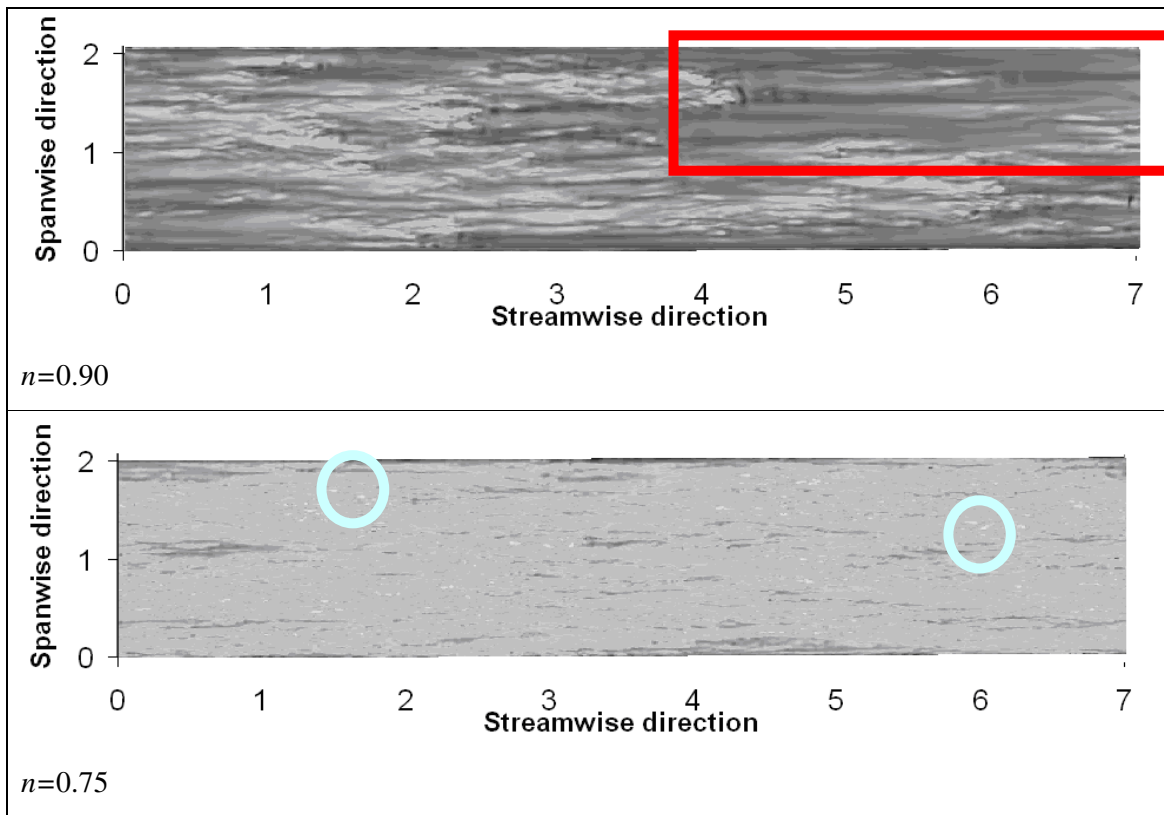 Spanwise direction
2
1
0
0 1 2 3 4 5 6 7
Streamwise direction
n=0.90
Spanwise direction
2
1
0
0 1 2 3 4 5 6 7
Streamwise direction
n=0.75